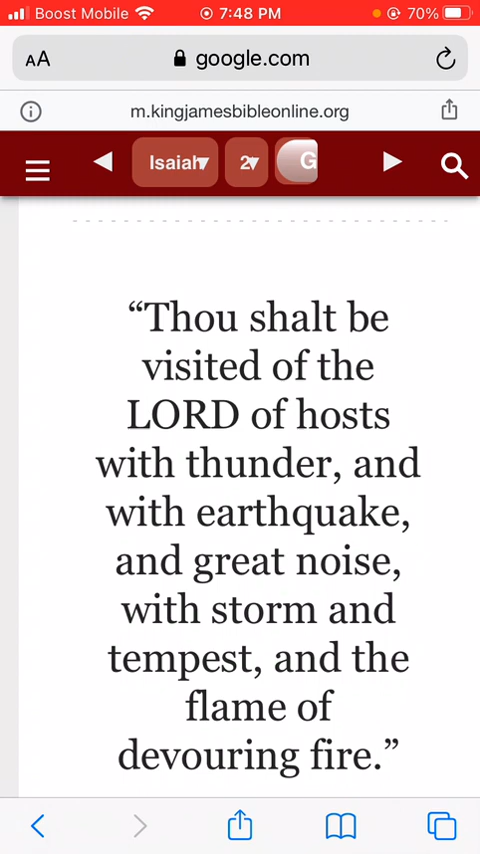 Boost Mobile 7:48 PM 70%
AA google.com
m.kingjamesbibleonline.org
Isaiah 2 G
“Thou shalt be
visited of the
LORD of hosts
with thunder, and
with earthquake,
and great noise,
with storm and
tempest, and the
flame of
devouring fire.”